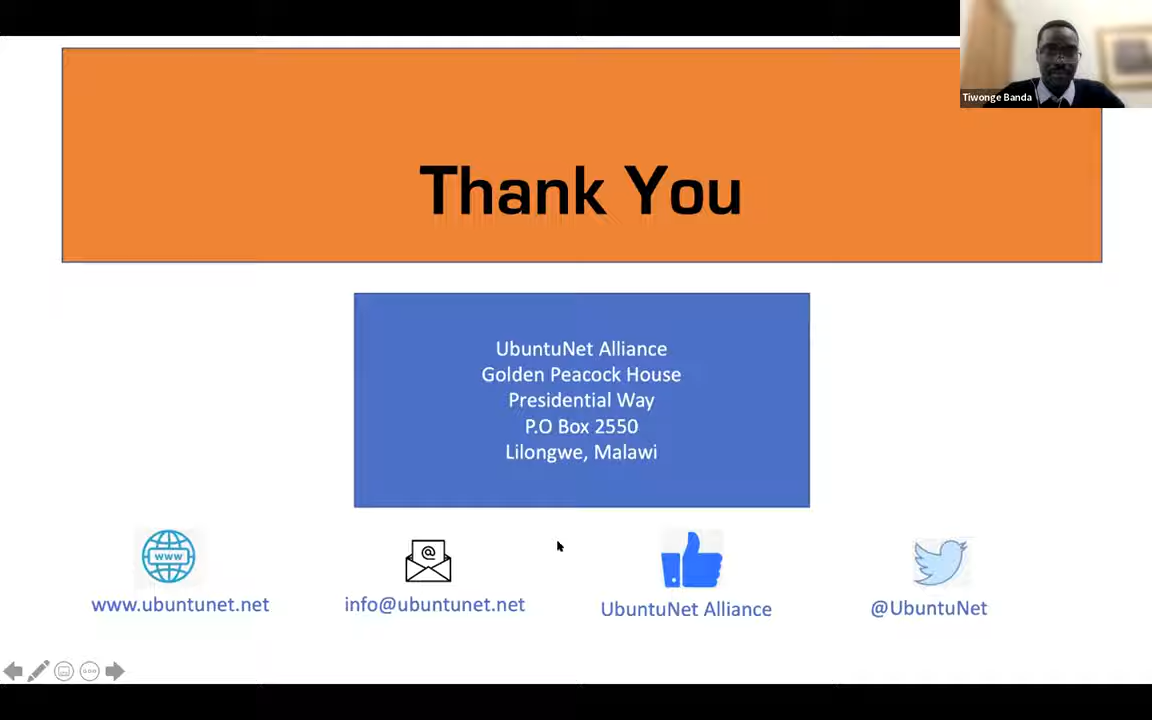 Tiwonge Banda
Thank You
UbuntuNet Alliance
Golden Peacock House
Presidential Way
P.O Box 2550
Lilongwe, Malawi
www
@
www.ubuntunet.net
info@ubuntunet.net
UbuntuNet Alliance
@UbuntuNet